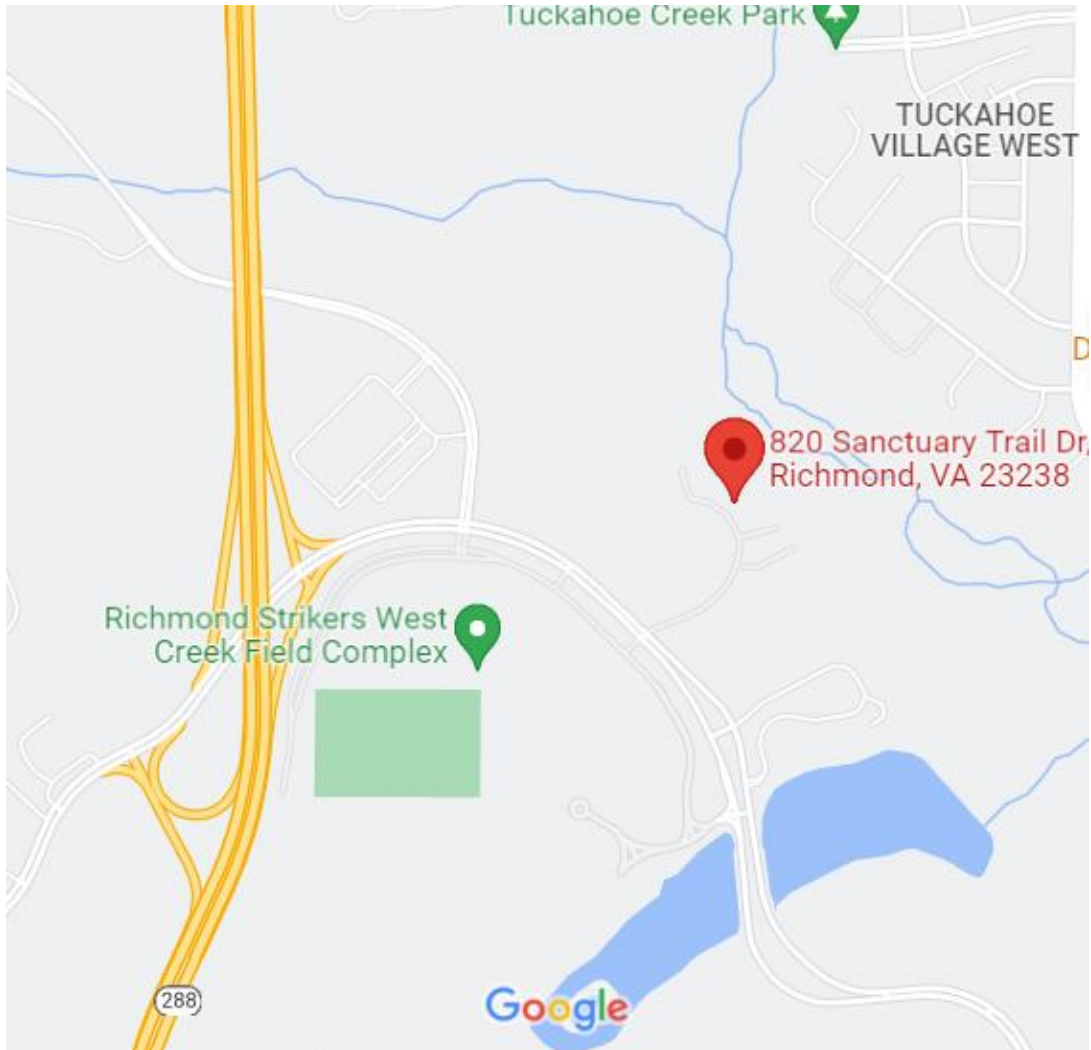 Tuckahoe Creek Park
TUCKAHOE
VILLAGE WEST
D
820 Sanctuary Trail Dr,
Richmond, VA 23238
Richmond Strikers West
Creek Field Complex
288
Google